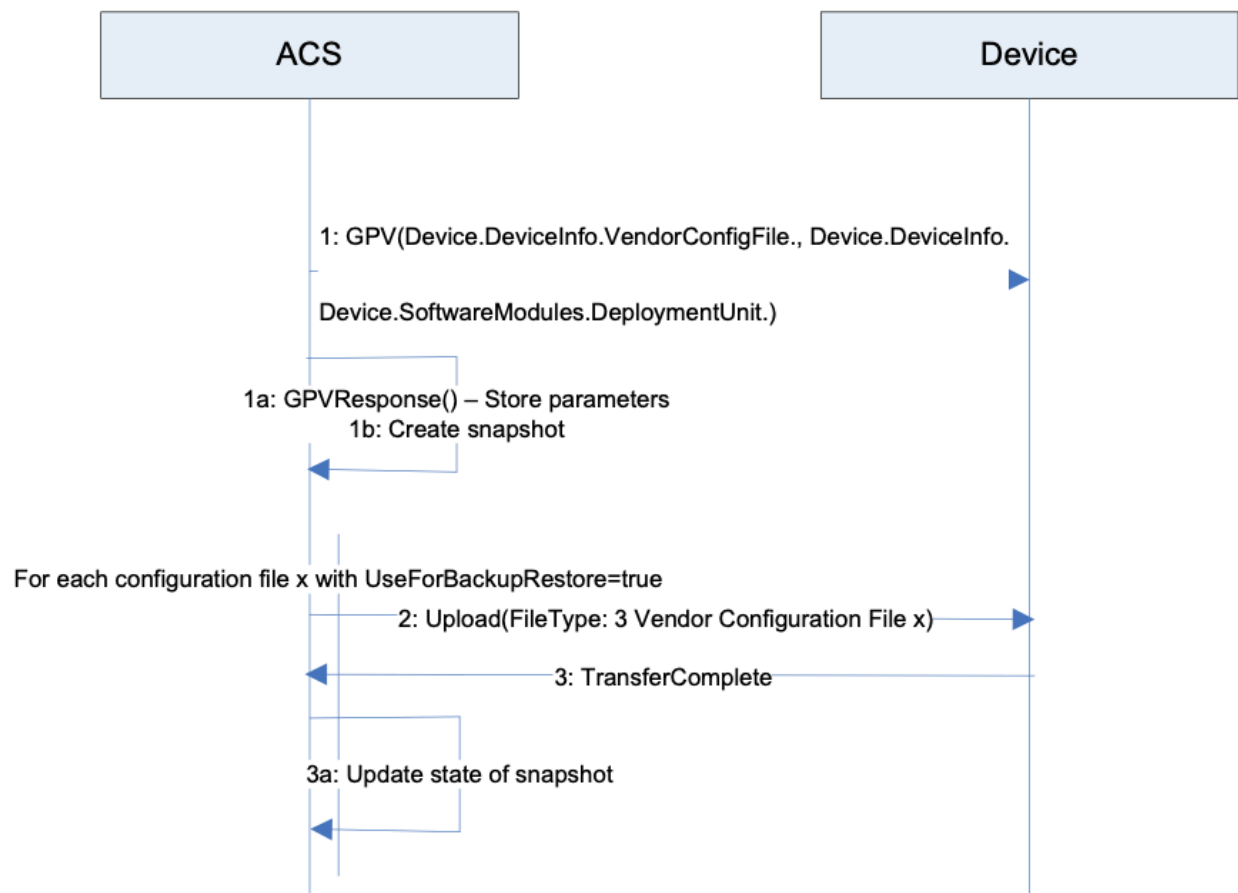 ACS
Device
1: GPV(Device.DeviceInfo.VendorConfigFile., Device.DeviceInfo.
Device.SoftwareModules.DeploymentUnit.)
1a: GPVResponse() – Store parameters
1b: Create snapshot
For each configuration file x with UseForBackupRestore=true
2: Upload(FileType: 3 Vendor Configuration File x)
3: TransferComplete
3a: Update state of snapshot